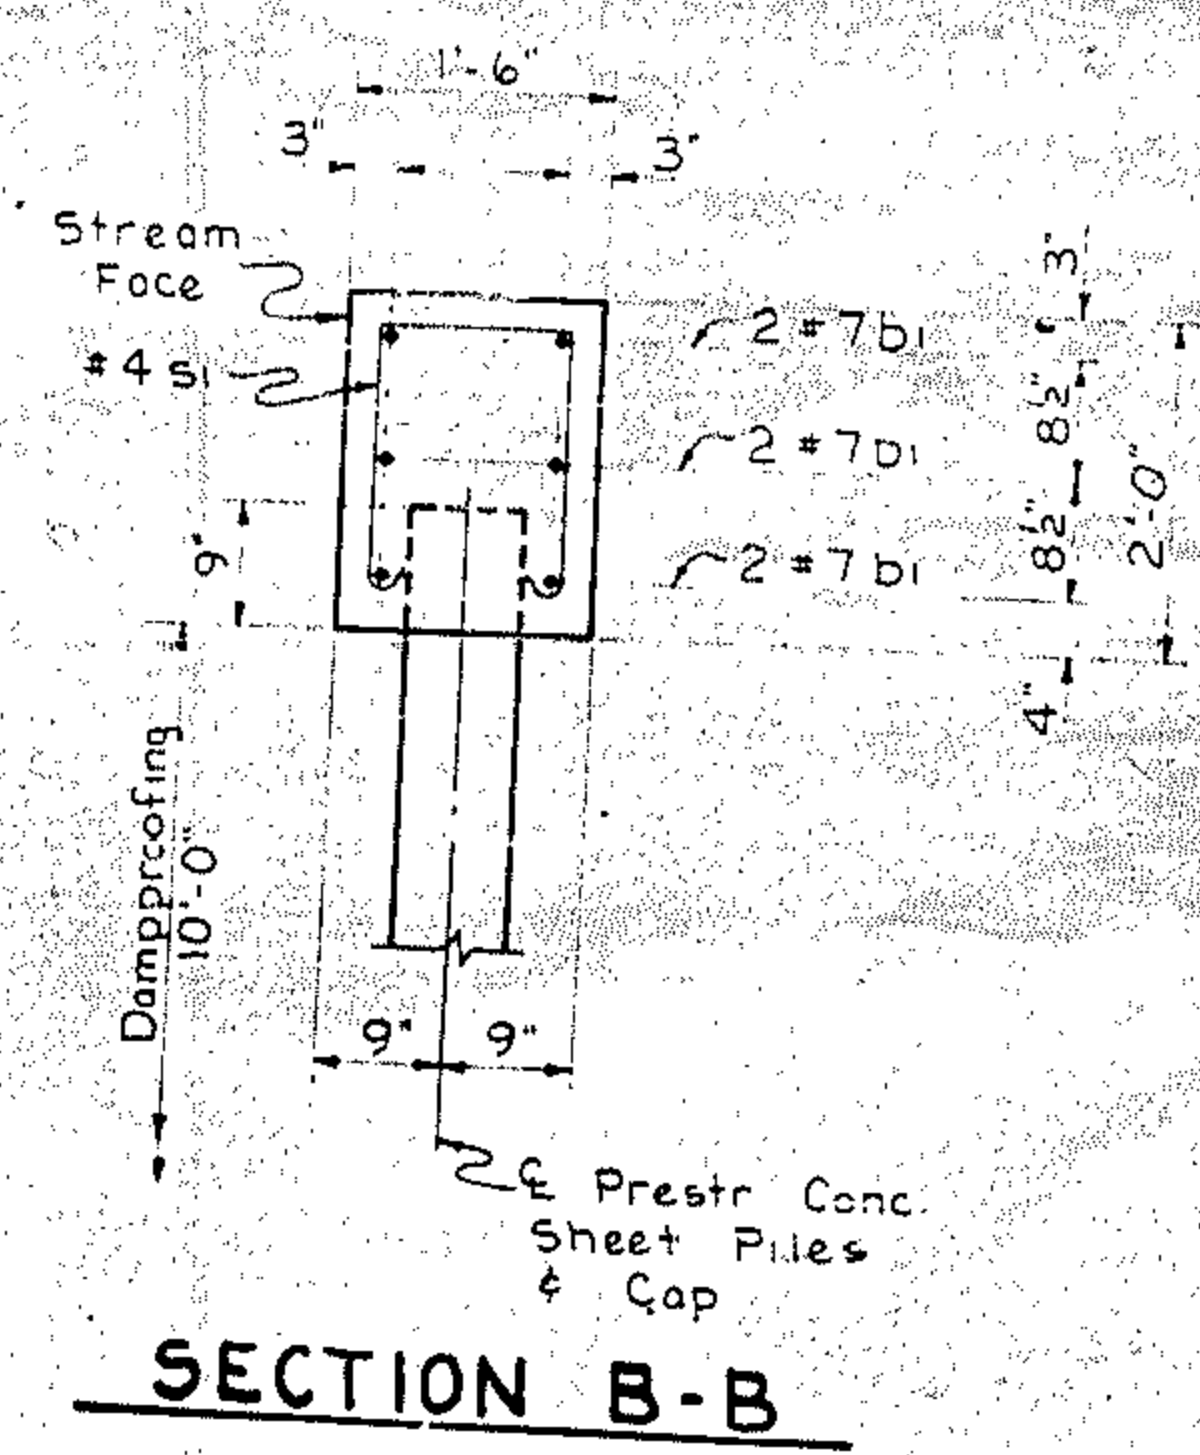 1'-6"
3"
3"
Stream
Face
#4 s1
2 #7 b1
2 #7 b1
2 #7 b1
3"
8½"
8½"
2'-0"
4"
9"
Dampproofing
10'-0"
9"
9"
℄ Prestr Conc.
Sheet Piles
& Cap
SECTION B-B